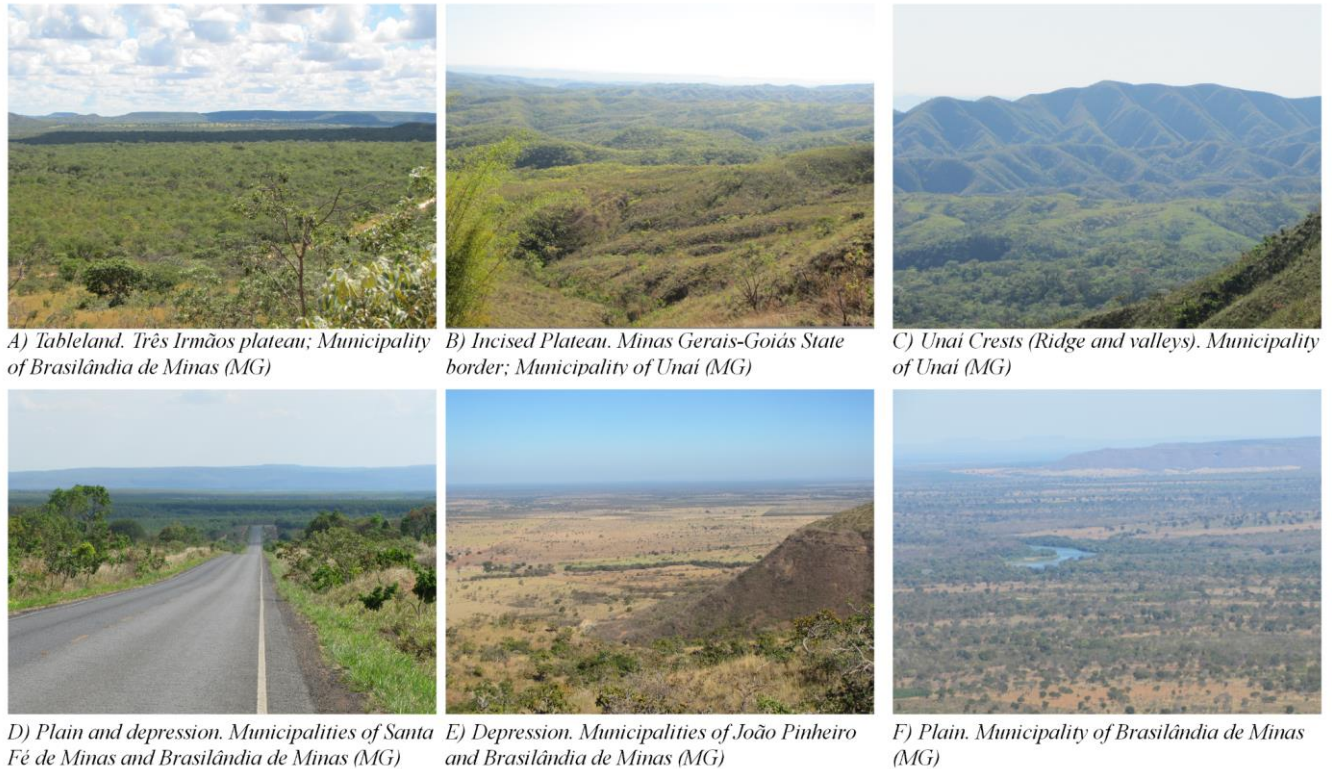 A) Tableland. Três Irmãos plateau; Municipality
of Brasilândia de Minas (MG)
B) Incised Plateau. Minas Gerais-Goiás State
border; Municipality of Unaí (MG)
C) Unaí Crests (Ridge and valleys). Municipality
of Unaí (MG)
D) Plain and depression. Municipalities of Santa
Fé de Minas and Brasilândia de Minas (MG)
E) Depression. Municipalities of João Pinheiro
and Brasilândia de Minas (MG)
F) Plain. Municipality of Brasilândia de Minas
(MG)